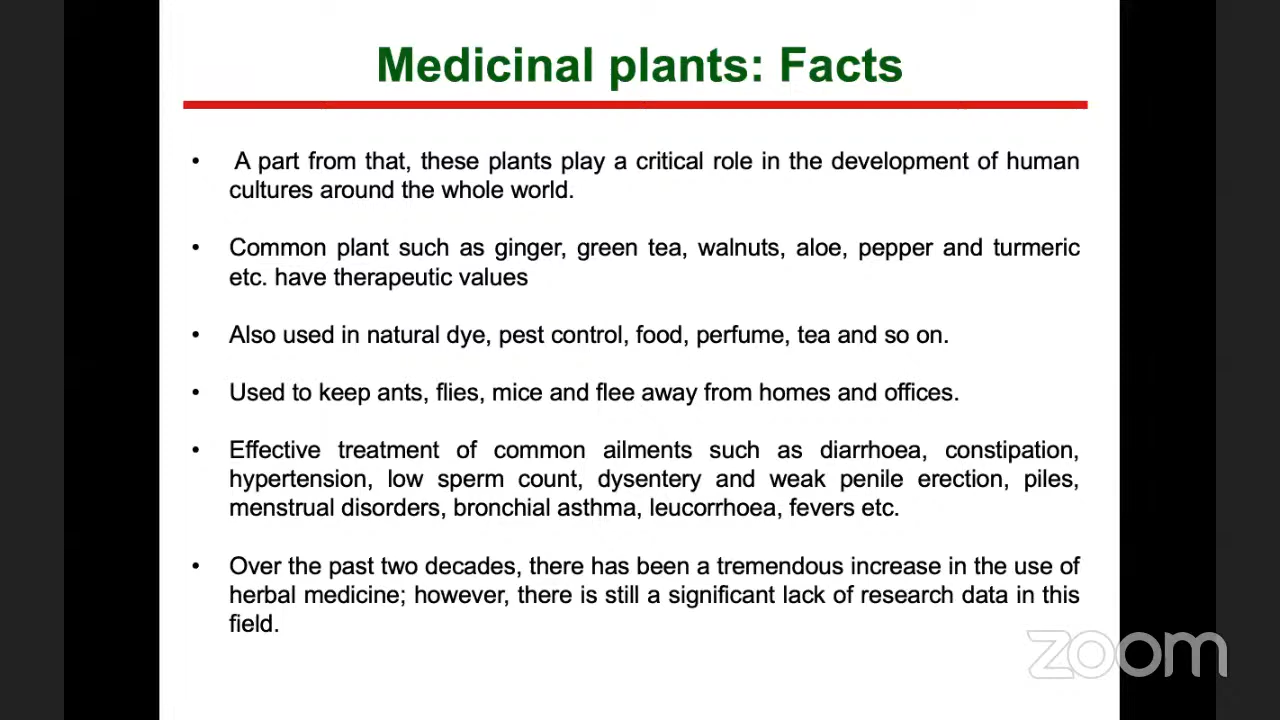 Medicinal plants: Facts
• A part from that, these plants play a critical role in the development of human
cultures around the whole world.
• Common plant such as ginger, green tea, walnuts, aloe, pepper and turmeric
etc. have therapeutic values
• Also used in natural dye, pest control, food, perfume, tea and so on.
• Used to keep ants, flies, mice and flee away from homes and offices.
• Effective treatment of common ailments such as diarrhoea, constipation,
hypertension, low sperm count, dysentery and weak penile erection, piles,
menstrual disorders, bronchial asthma, leucorrhoea, fevers etc.
• Over the past two decades, there has been a tremendous increase in the use of
herbal medicine; however, there is still a significant lack of research data in this
field.
zoom